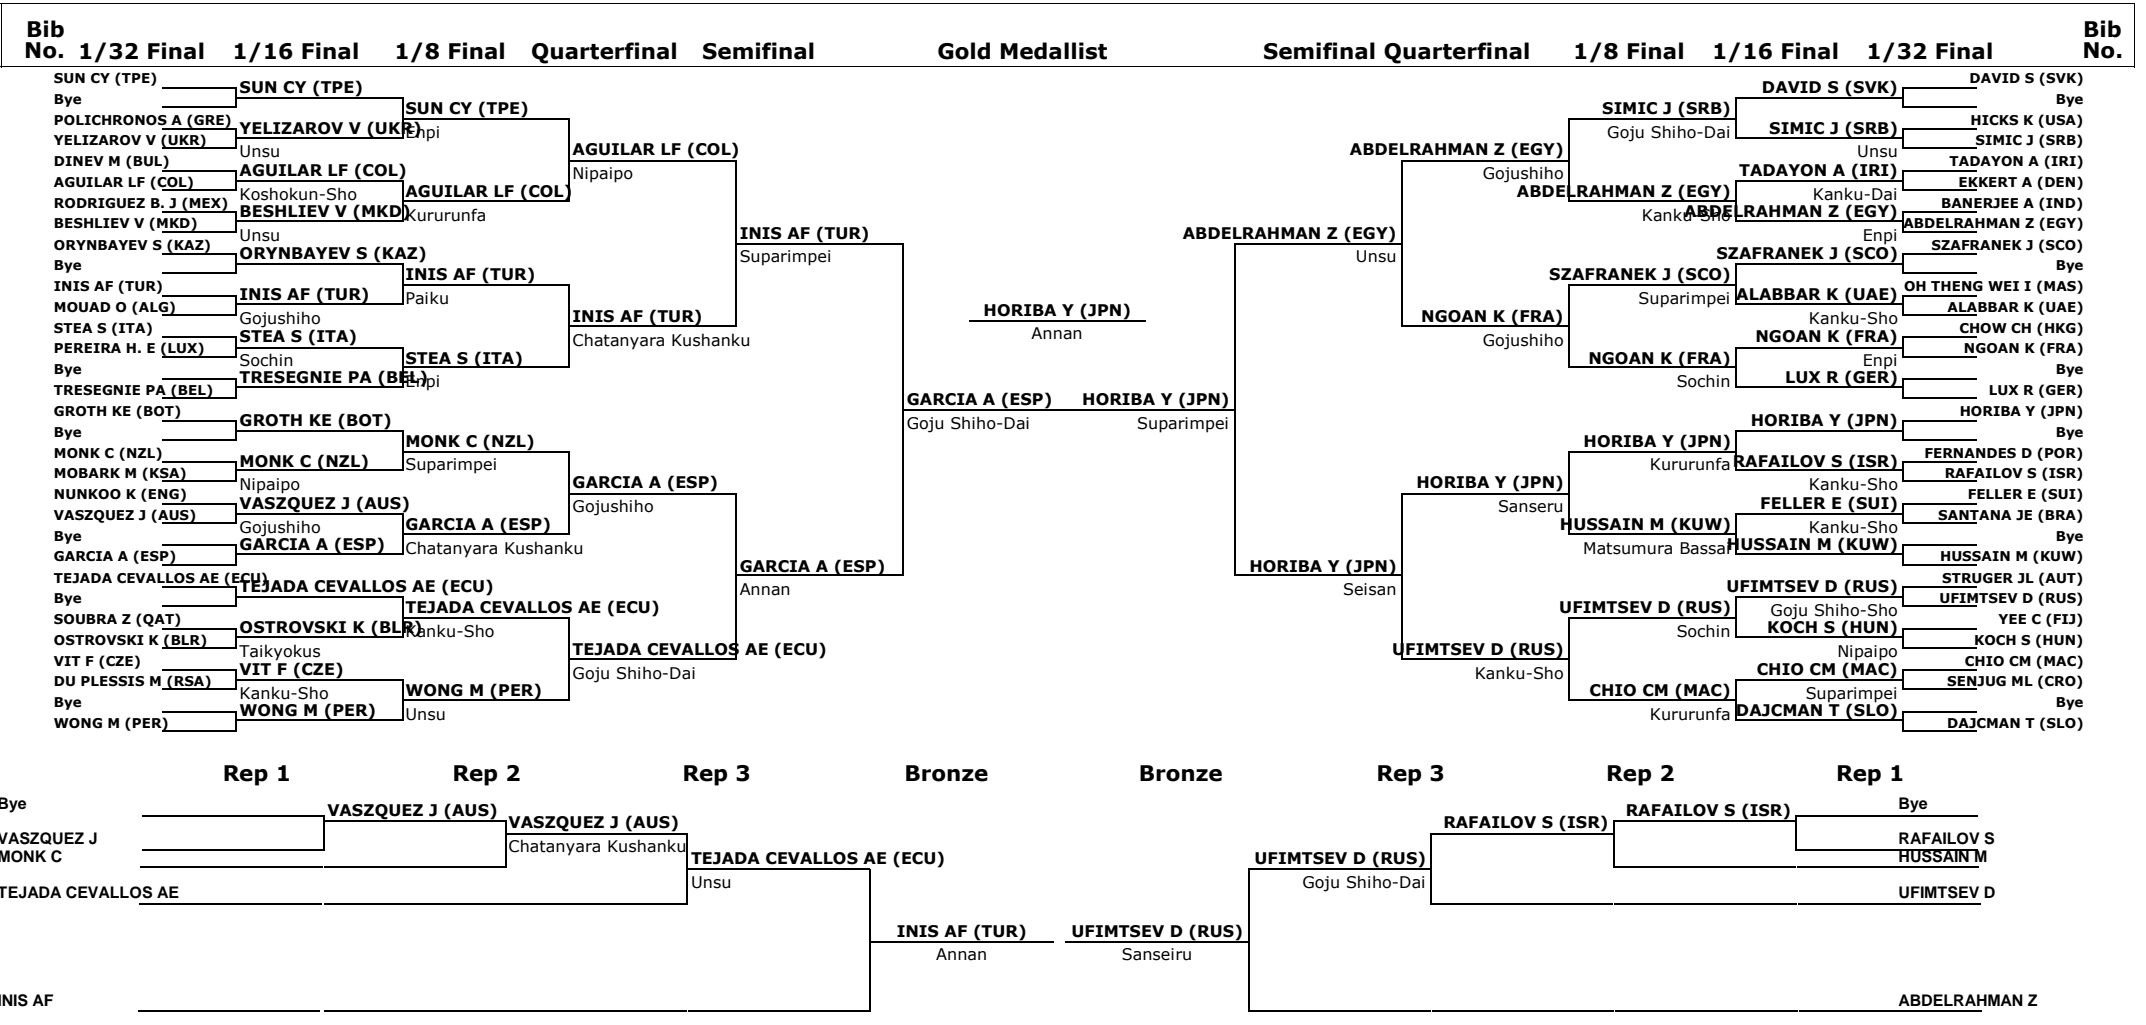 Bib
No. 1/32 Final 1/16 Final 1/8 Final Quarterfinal Semifinal Gold Medallist Semifinal Quarterfinal 1/8 Final 1/16 Final 1/32 Final Bib
No.
SUN CY (TPE)
Bye
POLICHRONOS A (GRE)
YELIZAROV V (UKR)
DINEV M (BUL)
AGUILAR LF (COL)
RODRIGUEZ B. J (MEX)
BESHLIEV V (MKD)
ORYNBAYEV S (KAZ)
Bye
INIS AF (TUR)
MOUAD O (ALG)
STEA S (ITA)
PEREIRA H. E (LUX)
Bye
TRESEGNIE PA (BEL)
GROTH KE (BOT)
Bye
MONK C (NZL)
MOBARK M (KSA)
NUNKOO K (ENG)
VASZQUEZ J (AUS)
Bye
GARCIA A (ESP)
TEJADA CEVALLOS AE (ECU)
Bye
SOUBRA Z (QAT)
OSTROVSKI K (BLR)
VIT F (CZE)
DU PLESSIS M (RSA)
Bye
WONG M (PER)
SUN CY (TPE)
YELIZAROV V (UKR)
Unsu
AGUILAR LF (COL)
Koshokun-Sho
BESHLIEV V (MKD)
Unsu
ORYNBAYEV S (KAZ)
INIS AF (TUR)
Gojushiho
STEA S (ITA)
Sochin
TRESEGNIE PA (BEL)
GROTH KE (BOT)
MONK C (NZL)
Nipaipo
VASZQUEZ J (AUS)
Gojushiho
GARCIA A (ESP)
TEJADA CEVALLOS AE (ECU)
OSTROVSKI K (BLR)
Taikyokus
VIT F (CZE)
Kanku-Sho
WONG M (PER)
SUN CY (TPE)
Enpi
AGUILAR LF (COL)
Kururunfa
INIS AF (TUR)
Paiku
STEA S (ITA)
Enpi
MONK C (NZL)
Suparimpei
GARCIA A (ESP)
Chatanyara Kushanku
TEJADA CEVALLOS AE (ECU)
Kanku-Sho
WONG M (PER)
Unsu
AGUILAR LF (COL)
Nipaipo
INIS AF (TUR)
Chatanyara Kushanku
GARCIA A (ESP)
Gojushiho
TEJADA CEVALLOS AE (ECU)
Goju Shiho-Dai
INIS AF (TUR)
Suparimpei
GARCIA A (ESP)
Annan
GARCIA A (ESP)
Goju Shiho-Dai
HORIBA Y (JPN)
Annan
HORIBA Y (JPN)
Suparimpei
ABDELRAHMAN Z (EGY)
Unsu
HORIBA Y (JPN)
Seisan
ABDELRAHMAN Z (EGY)
Gojushiho
NGOAN K (FRA)
Gojushiho
HORIBA Y (JPN)
Sanseru
UFIMTSEV D (RUS)
Kanku-Sho
SIMIC J (SRB)
Goju Shiho-Dai
ABDELRAHMAN Z (EGY)
Kanku-Sho
SZAFRANEK J (SCO)
Suparimpei
NGOAN K (FRA)
Sochin
HORIBA Y (JPN)
Kururunfa
HUSSAIN M (KUW)
Matsumura Bassai
UFIMTSEV D (RUS)
Sochin
CHIO CM (MAC)
Kururunfa
DAVID S (SVK)
SIMIC J (SRB)
Unsu
TADAYON A (IRI)
Kanku-Dai
ABDELRAHMAN Z (EGY)
Enpi
SZAFRANEK J (SCO)
ALABBAR K (UAE)
Kanku-Sho
NGOAN K (FRA)
Enpi
LUX R (GER)
HORIBA Y (JPN)
RAFAILOV S (ISR)
Kanku-Sho
FELLER E (SUI)
Kanku-Sho
HUSSAIN M (KUW)
UFIMTSEV D (RUS)
Goju Shiho-Sho
KOCH S (HUN)
Nipaipo
CHIO CM (MAC)
Suparimpei
DAJCMAN T (SLO)
DAVID S (SVK)
Bye
HICKS K (USA)
SIMIC J (SRB)
TADAYON A (IRI)
EKKERT A (DEN)
BANERJEE A (IND)
ABDELRAHMAN Z (EGY)
SZAFRANEK J (SCO)
Bye
OH THENG WEI I (MAS)
ALABBAR K (UAE)
CHOW CH (HKG)
NGOAN K (FRA)
Bye
LUX R (GER)
HORIBA Y (JPN)
Bye
FERNANDES D (POR)
RAFAILOV S (ISR)
FELLER E (SUI)
SANTANA JE (BRA)
Bye
HUSSAIN M (KUW)
STRUGER JL (AUT)
UFIMTSEV D (RUS)
YEE C (FIJ)
KOCH S (HUN)
CHIO CM (MAC)
SENJUG ML (CRO)
Bye
DAJCMAN T (SLO)
Rep 1 Rep 2 Rep 3 Bronze Bronze Rep 3 Rep 2 Rep 1
Bye
VASZQUEZ J
MONK C
TEJADA CEVALLOS AE
INIS AF
VASZQUEZ J (AUS)
VASZQUEZ J (AUS)
Chatanyara Kushanku
TEJADA CEVALLOS AE (ECU)
Unsu
INIS AF (TUR)
Annan
UFIMTSEV D (RUS)
Sanseiru
UFIMTSEV D (RUS)
Goju Shiho-Dai
RAFAILOV S (ISR)
RAFAILOV S (ISR)
Bye
RAFAILOV S
HUSSAIN M
UFIMTSEV D
ABDELRAHMAN Z